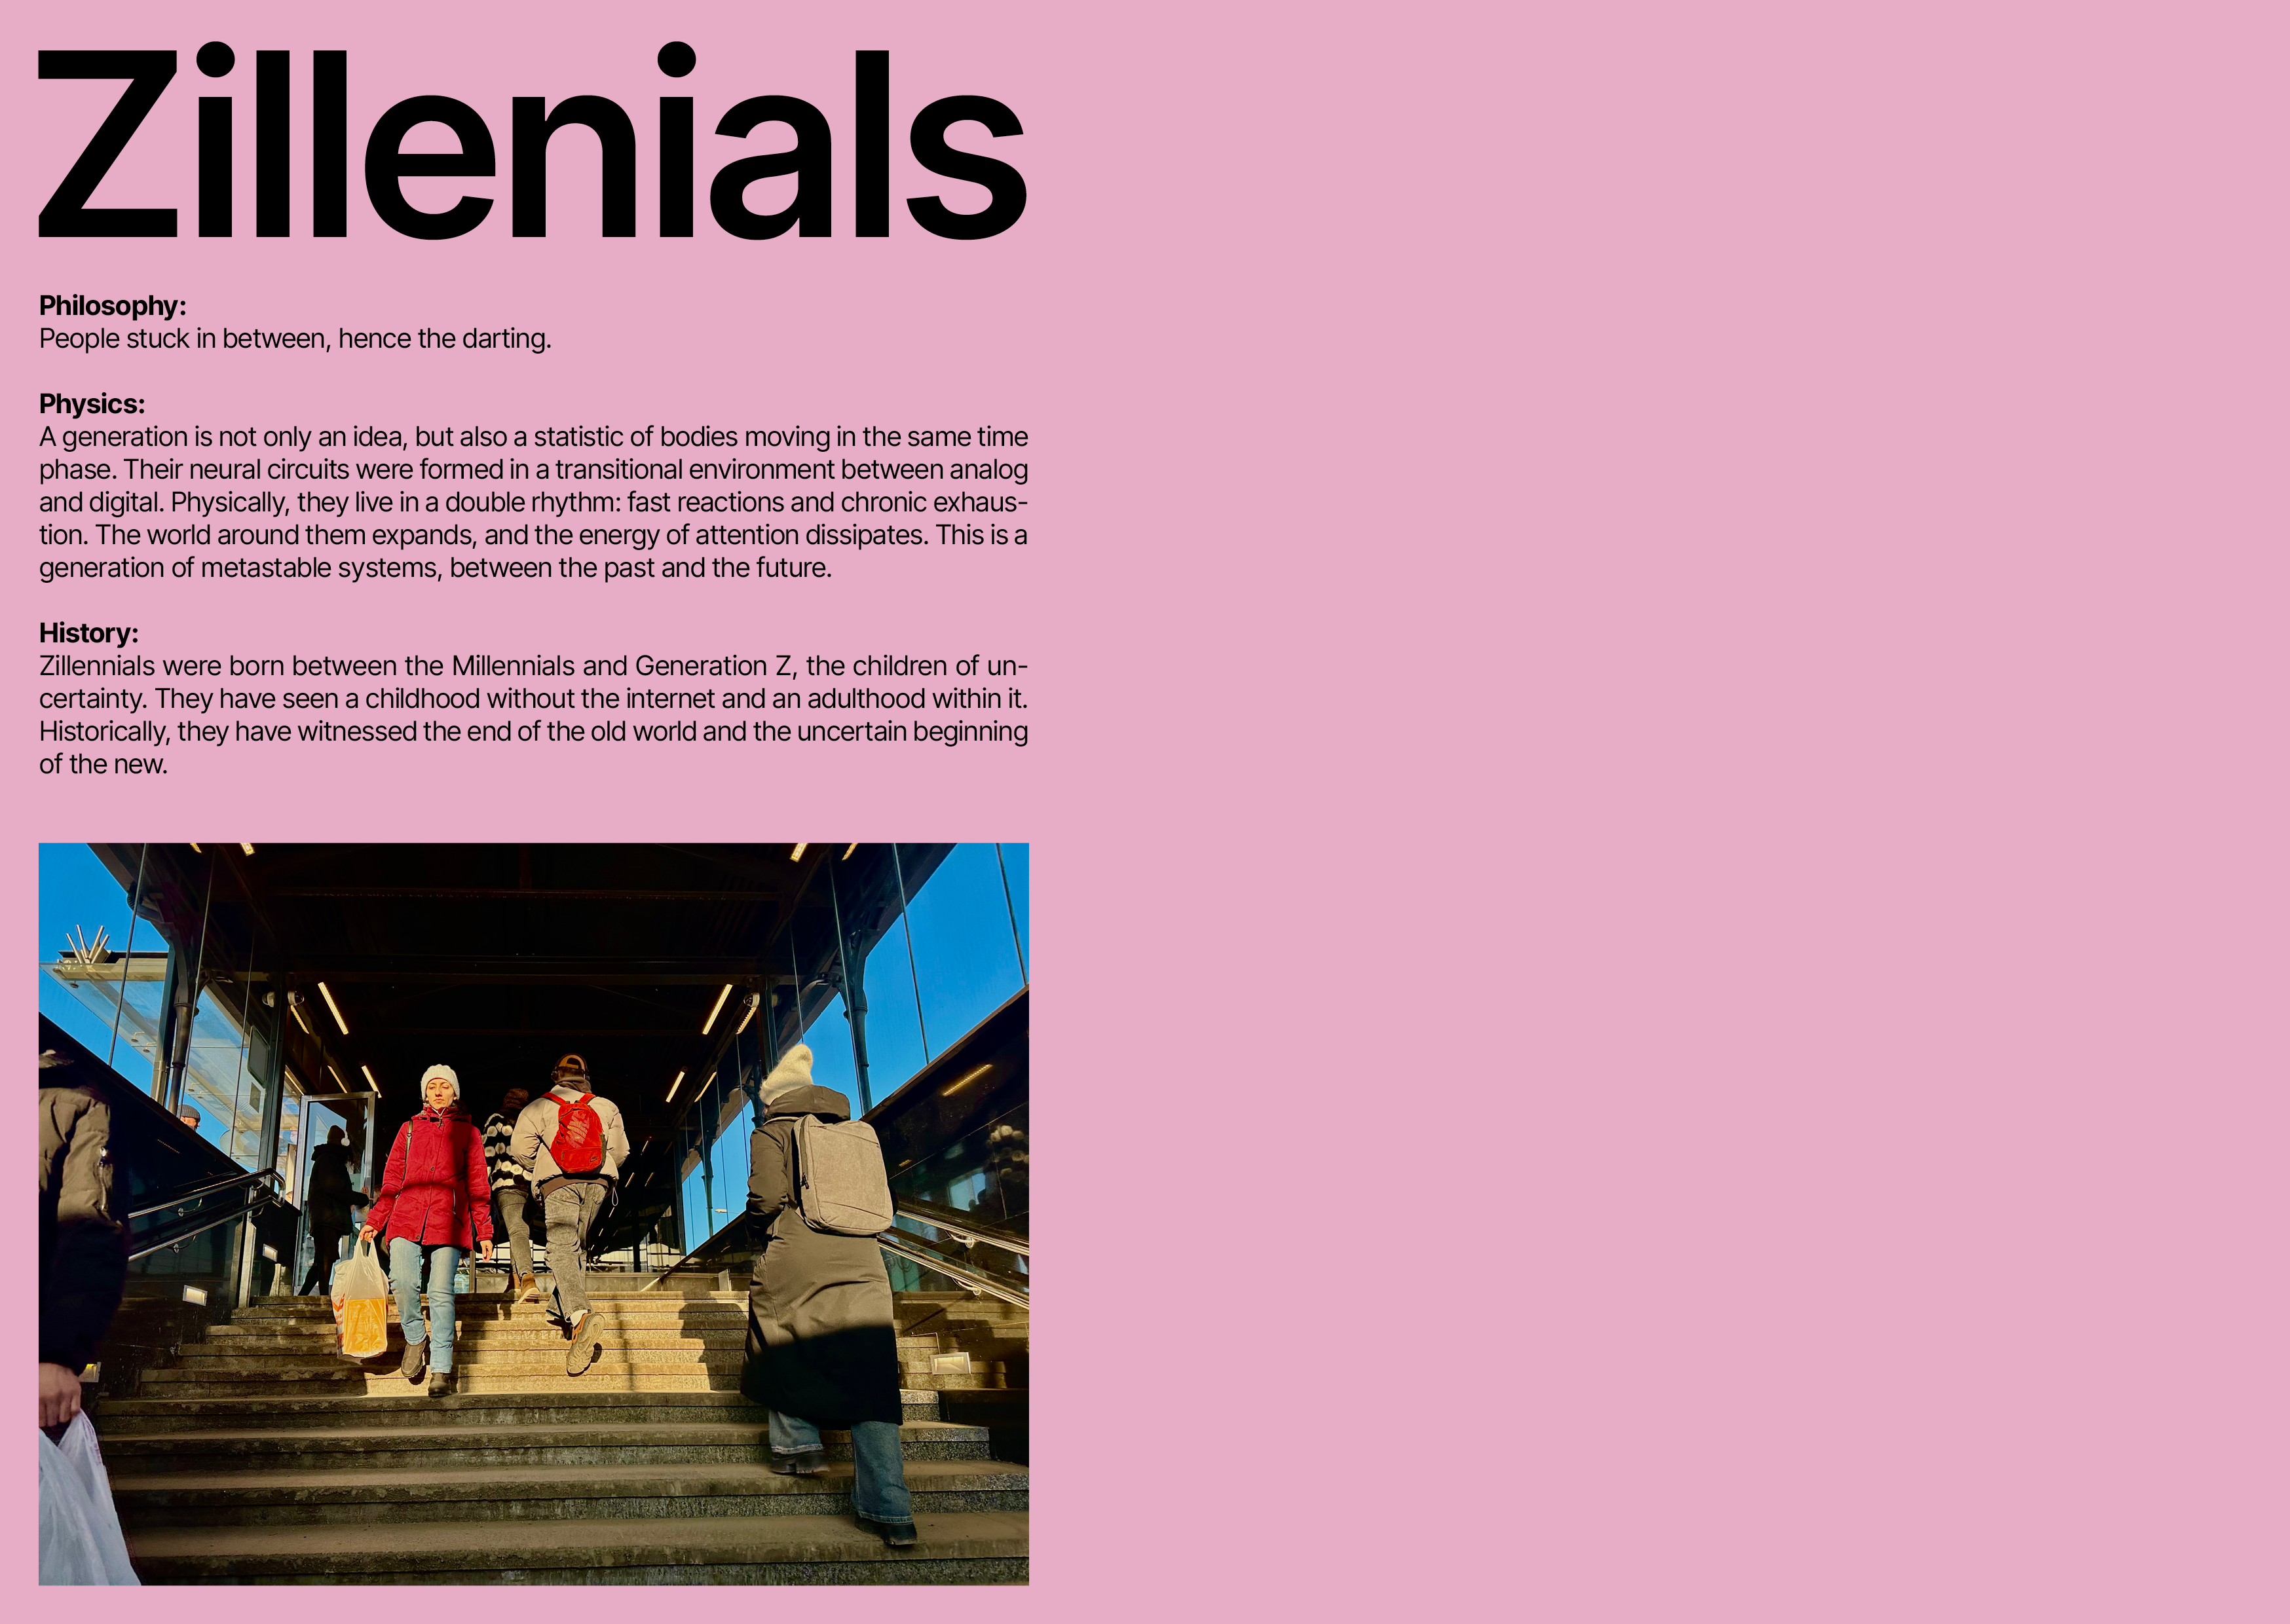 Zillenials
Philosophy:
People stuck in between, hence the darting.
Physics:
A generation is not only an idea, but also a statistic of bodies moving in the same time
phase. Their neural circuits were formed in a transitional environment between analog
and digital. Physically, they live in a double rhythm: fast reactions and chronic exhaus-
tion. The world around them expands, and the energy of attention dissipates. This is a
generation of metastable systems, between the past and the future.
History:
Zillennials were born between the Millennials and Generation Z, the children of un-
certainty. They have seen a childhood without the internet and an adulthood within it.
Historically, they have witnessed the end of the old world and the uncertain beginning
of the new.